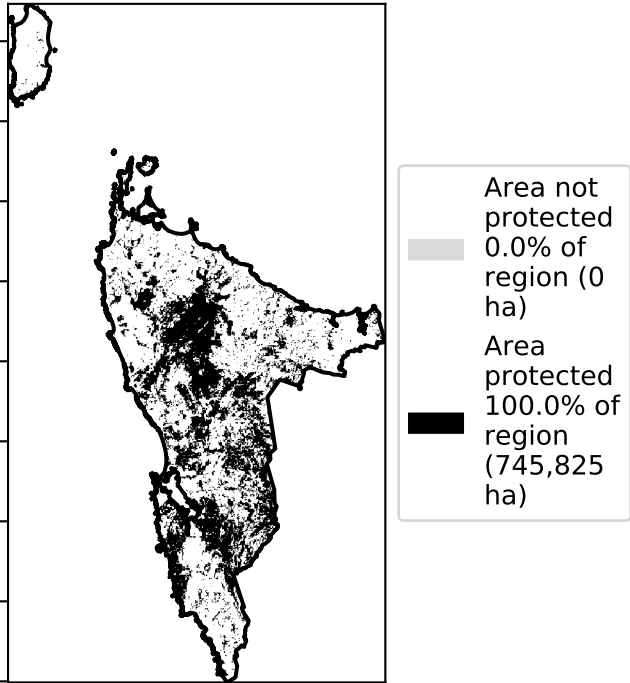 Area not
protected
0.0% of
region (0
ha)
Area
protected
100.0% of
region
(745,825
ha)